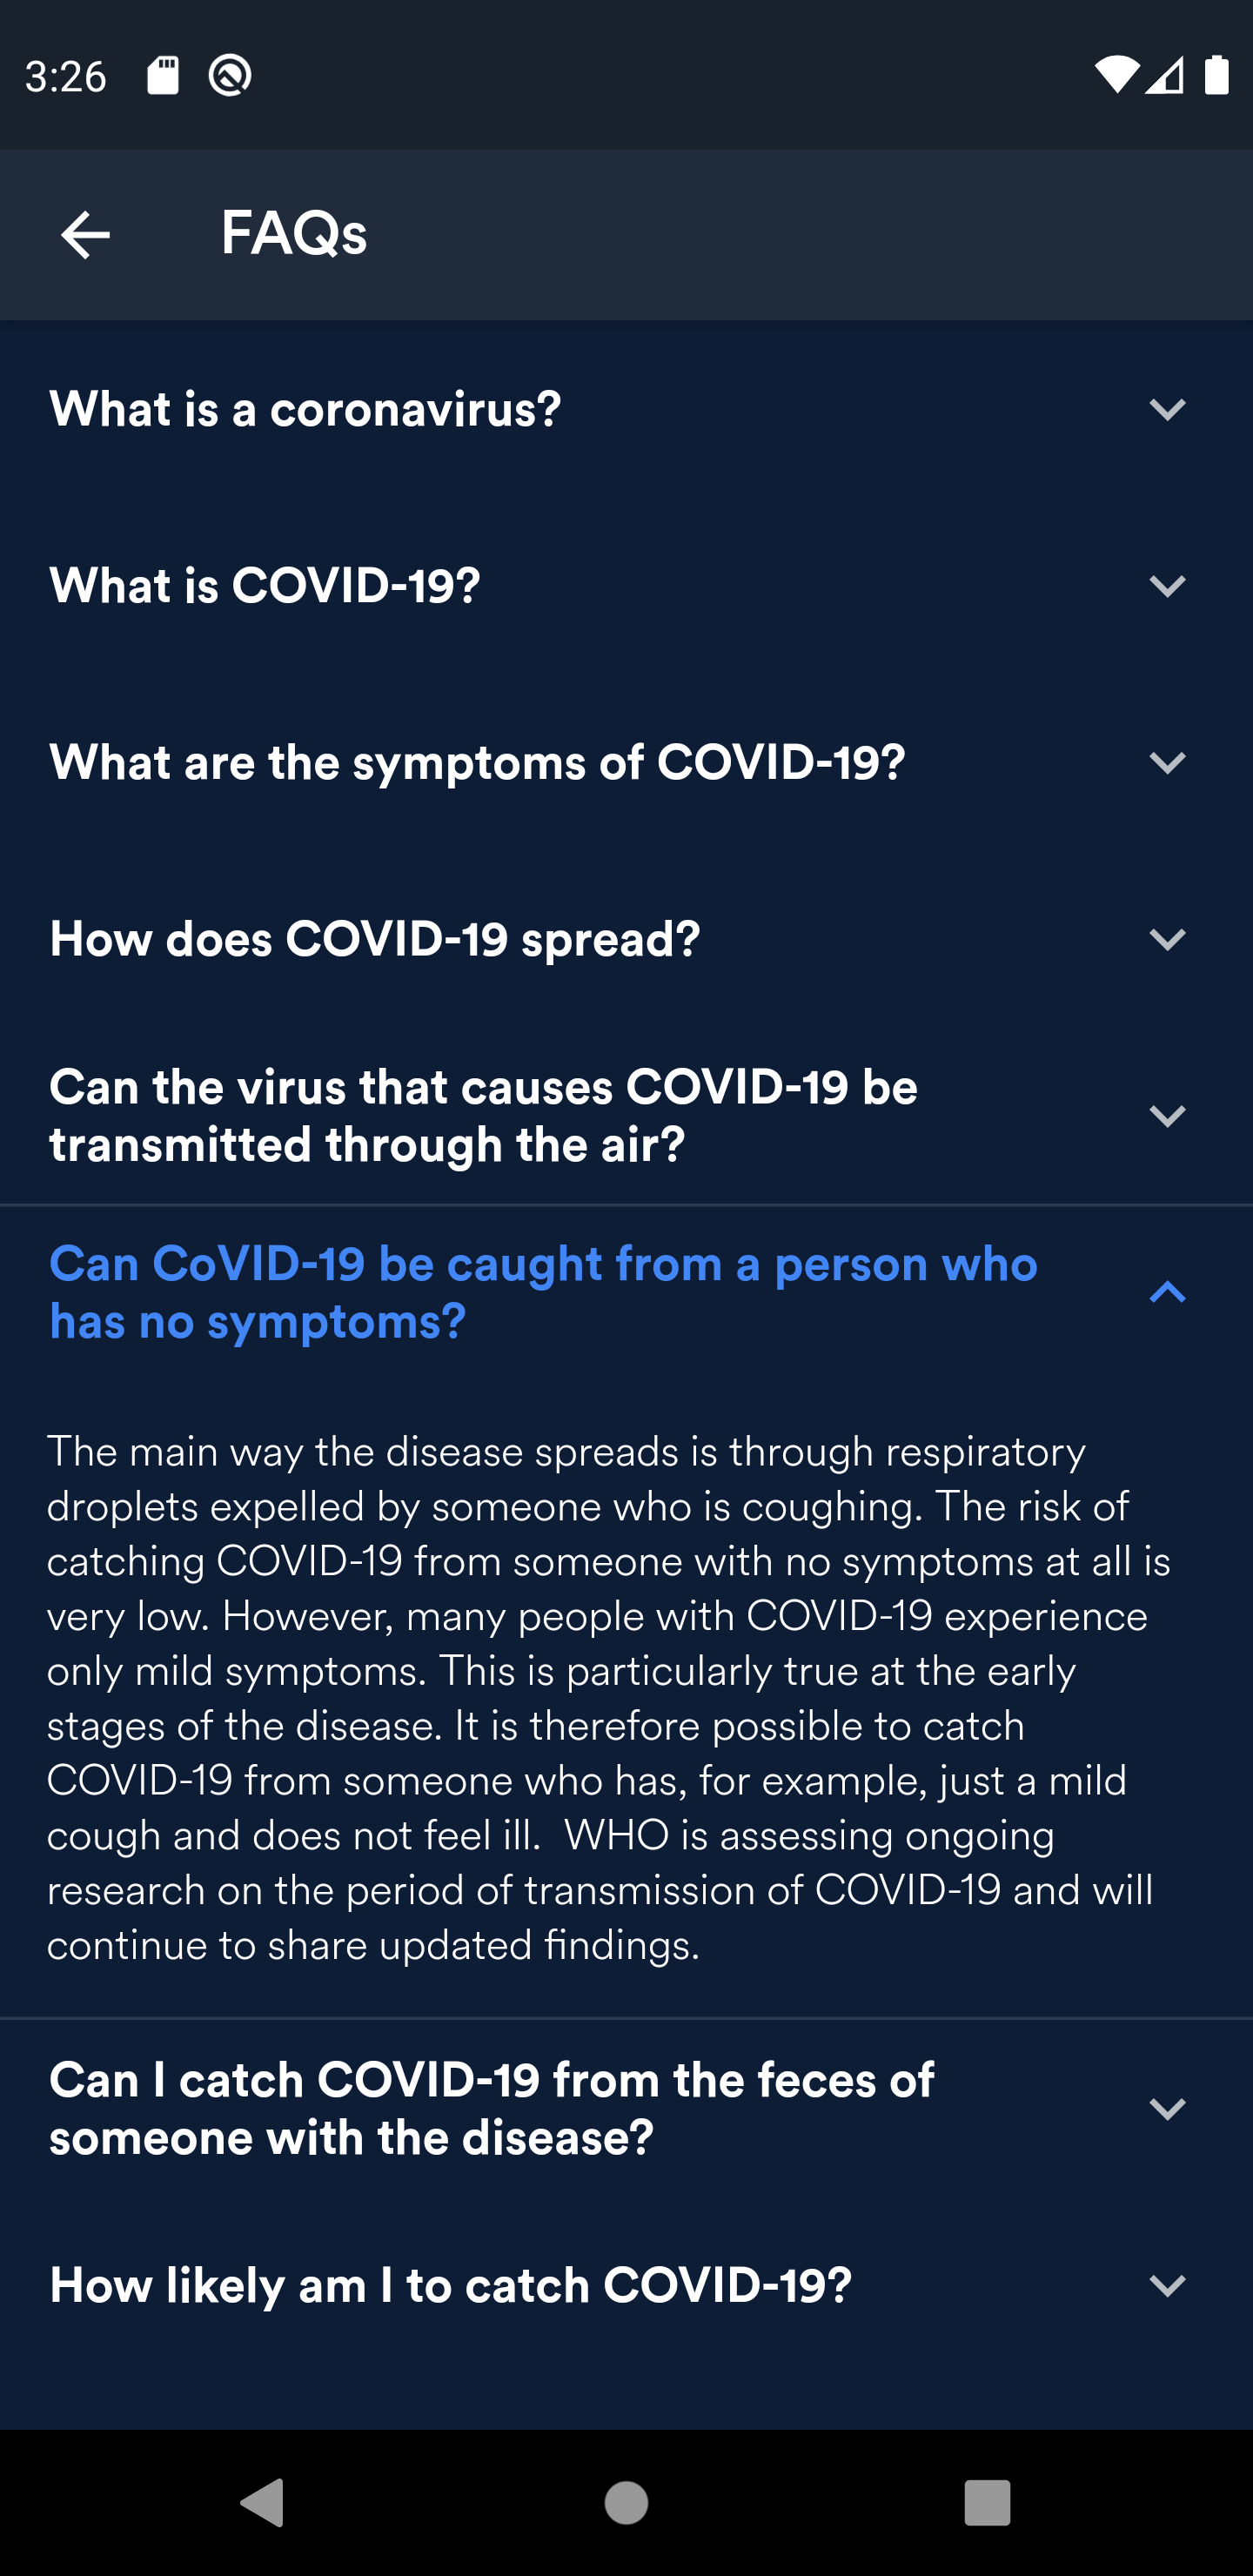 3:26
FAQs
What is a coronavirus?
What is COVID-19?
What are the symptoms of COVID-19?
How does COVID-19 spread?
Can the virus that causes COVID-19 be
transmitted through the air?
Can CoVID-19 be caught from a person who
has no symptoms?
The main way the disease spreads is through respiratory
droplets expelled by someone who is coughing. The risk of
catching COVID-19 from someone with no symptoms at all is
very low. However, many people with COVID-19 experience
only mild symptoms. This is particularly true at the early
stages of the disease. It is therefore possible to catch
COVID-19 from someone who has, for example, just a mild
cough and does not feel ill.  WHO is assessing ongoing
research on the period of transmission of COVID-19 and will
continue to share updated findings.
Can I catch COVID-19 from the feces of
someone with the disease?
How likely am I to catch COVID-19?